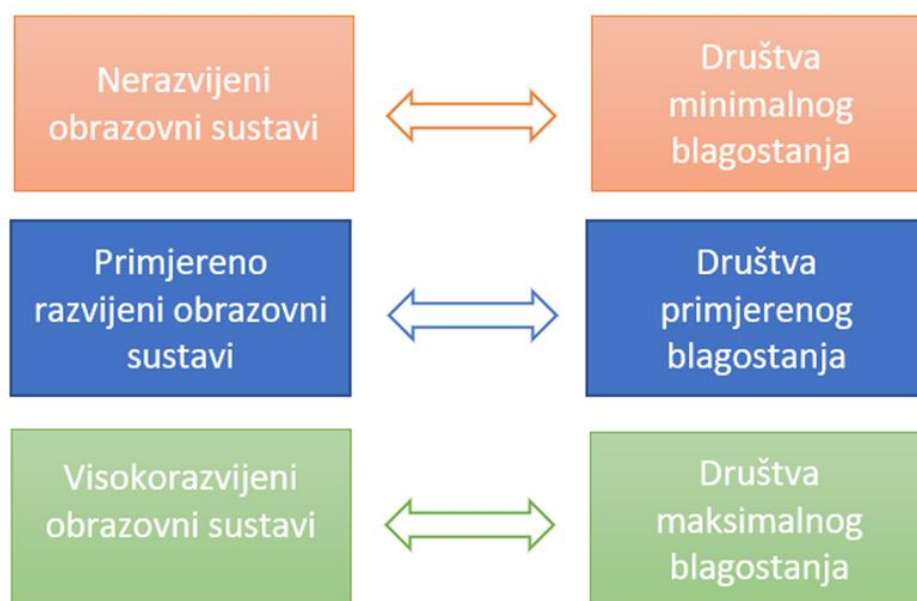 Nerazvijeni
obrazovni sustavi
Društva
minimalnog
blagostanja
Primjereno
razvijeni obrazovni
sustavi
Društva
primjerenog
blagostanja
Visokorazvijeni
obrazovni sustavi
Društva
maksimalnog
blagostanja